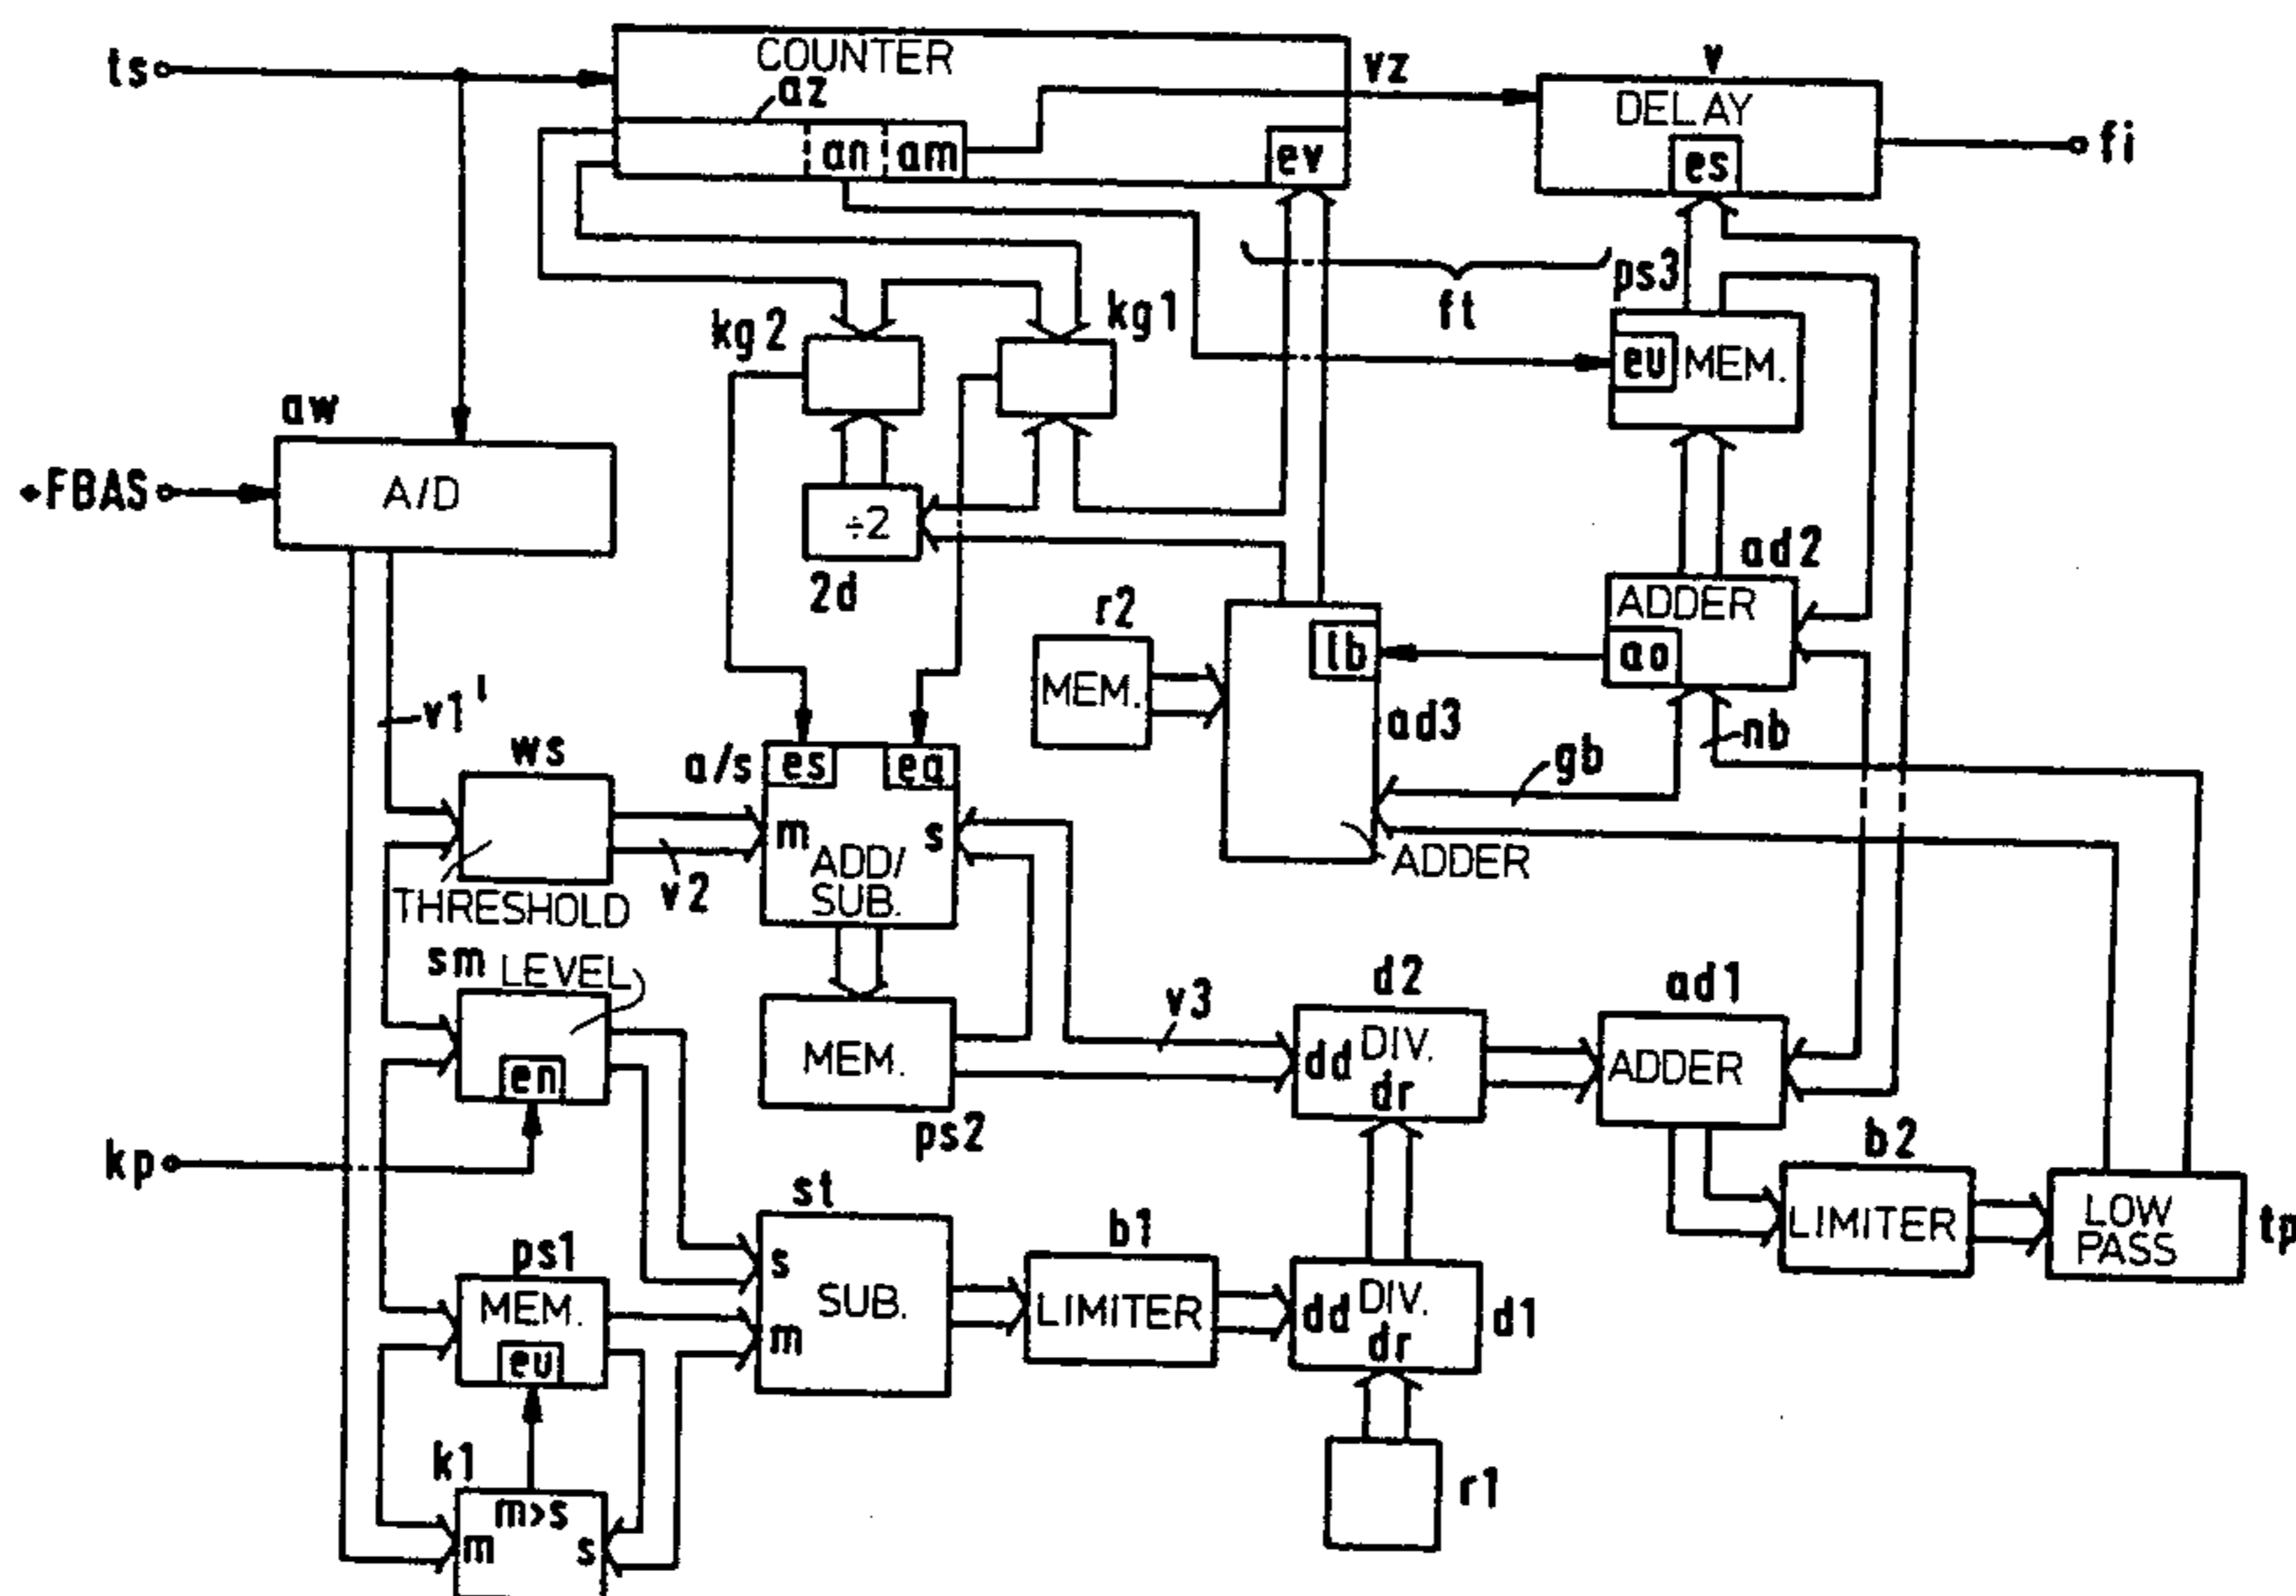 ts
COUNTER
az
an
am
ev
vz
v
DELAY
es
fi
ps3
ft
kg2
kg1
eu
MEM.
aw
+FBAS
A/D
÷2
2d
r2
MEM.
lb
ad2
ADDER
ao
ad3
nb
gb
v1'
ws
a/s
es
ea
m
s
ADD/
SUB.
v2
THRESHOLD
ADDER
sm
LEVEL
en
MEM.
ps2
v3
d2
dd
DIV.
dr
ad1
ADDER
kp
b2
LIMITER
LOW
PASS
tp
st
s
SUB.
m
b1
LIMITER
dd
DIV.
dr
d1
ps1
MEM.
eu
k1
m>s
m
s
r1